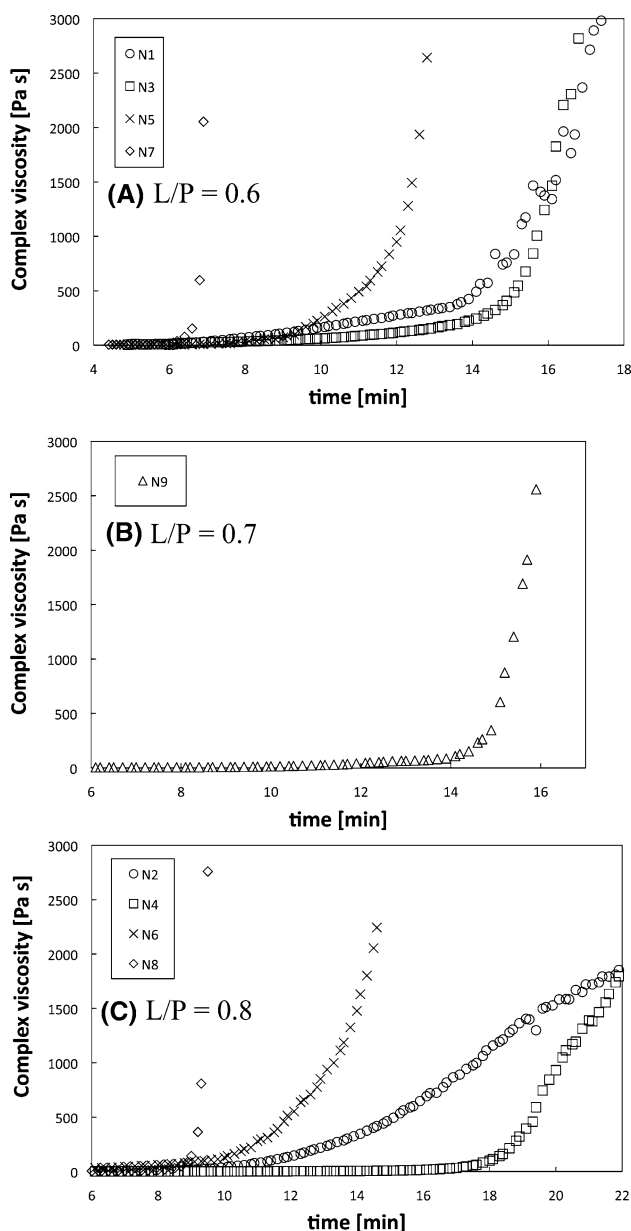 3000
2500
2000
1500
1000
500
0
Complex viscosity [Pa s]
N1
N3
N5
N7
(A) L/P = 0.6
4 6 8 10 12 14 16 18
time [min]
3000
2500
2000
1500
1000
500
0
Complex viscosity [Pa s]
N9
(B) L/P = 0.7
6 8 10 12 14 16
time [min]
3000
2500
2000
1500
1000
500
0
Complex viscosity [Pa s]
N2
N4
N6
N8
(C) L/P = 0.8
6 8 10 12 14 16 18 20 22
time [min]